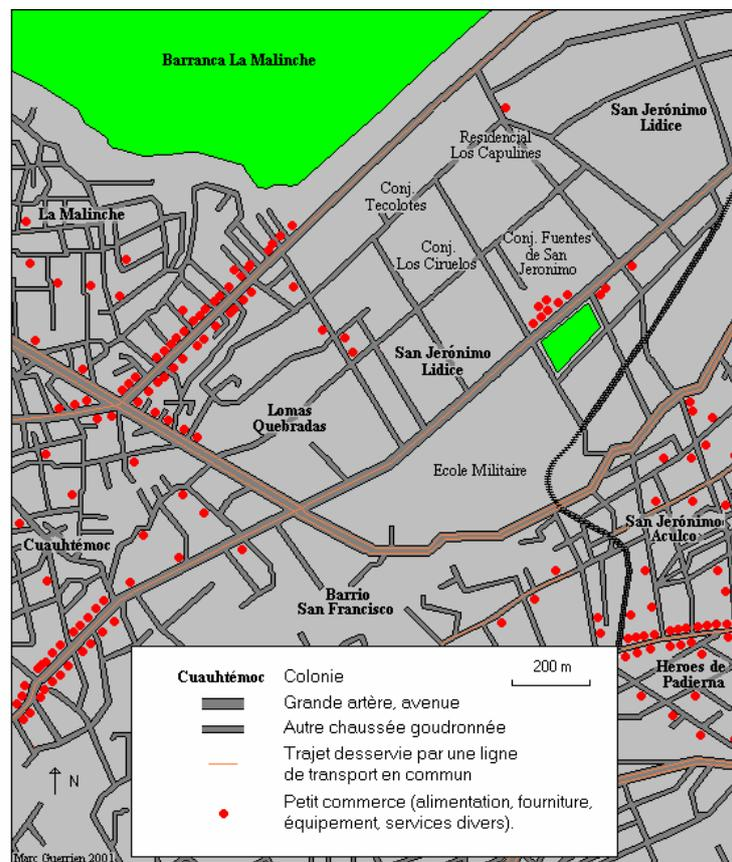 Barranca La Malinche
San Jerónimo
Lidice
Residencial
Los Capulines
La Malinche
Conj.
Tecolotes
Conj.
Los Ciruelos
Conj. Fuentes
de San
Jeronimo
San Jerónimo
Lidice
Lomas
Quebradas
Ecole Militaire
San Jerónimo
Aculco
Cuauhtémoc
Barrio
San Francisco
Heroes de
Padierna
Cuauhtémoc Colonie
200 m
Grande artère, avenue
Autre chaussée goudronnée
Trajet desservie par une ligne
de transport en commun
Petit commerce (alimentation, fourniture,
équipement, services divers).
N
Marc Guerrien 2001